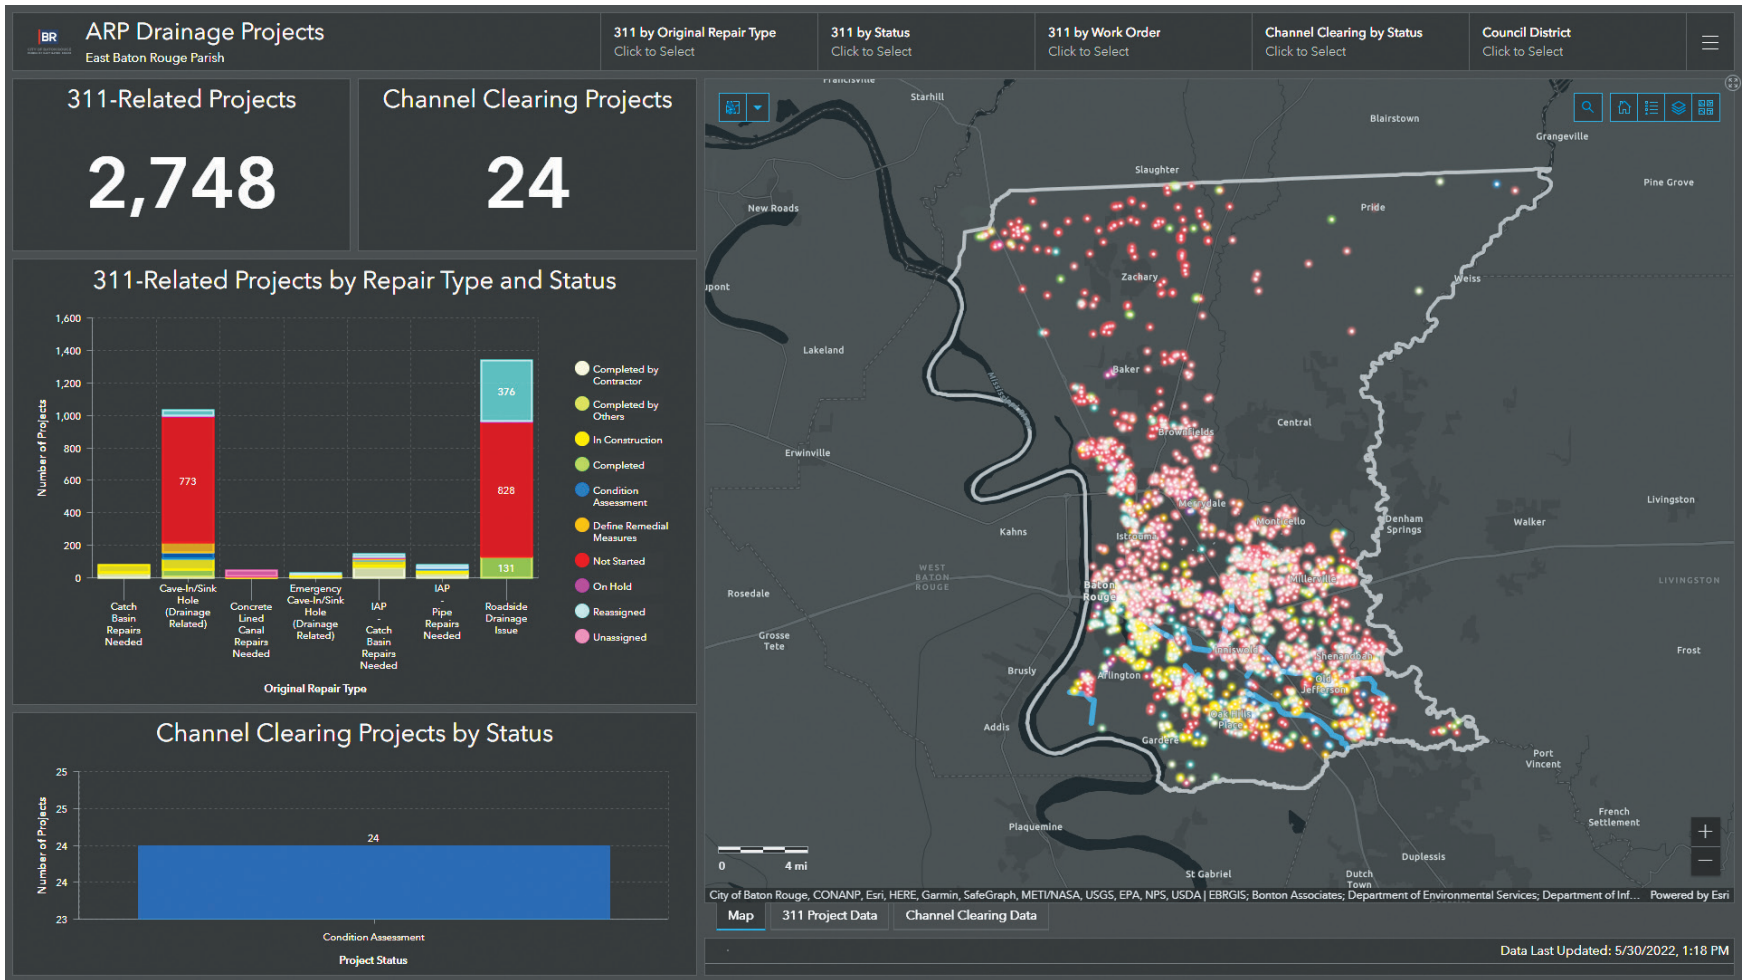 BR
ARP Drainage Projects
East Baton Rouge Parish
311 by Original Repair Type
Click to Select
311 by Status
Click to Select
311 by Work Order
Click to Select
Channel Clearing by Status
Click to Select
Council District
Click to Select
311-Related Projects
2,748
Channel Clearing Projects
24
311-Related Projects by Repair Type and Status
Number of Projects
1,600
1,400
1,200
1,000
800
600
400
200
0
773
376
828
131
Catch
Basin
Repairs
Needed
Cave-In/Sink
Hole
(Drainage
Related)
Concrete
Lined
Canal
Repairs
Needed
Emergency
Cave-In/Sink
Hole
(Drainage
Related)
IAP
-
Catch
Basin
Repairs
Needed
IAP
-
Pipe
Repairs
Needed
Roadside
Drainage
Issue
Original Repair Type
Completed by
Contractor
Completed by
Others
In Construction
Completed
Condition
Assessment
Define Remedial
Measures
Not Started
On Hold
Reassigned
Unassigned
Channel Clearing Projects by Status
Number of Projects
25
25
24
24
23
24
Condition Assessment
Project Status
Francisville
Starhill
Blairstown
Grangeville
Slaughter
Pine Grove
New Roads
Pride
Zachary
Weiss
upont
Lakeland
Baker
Central
Brownfields
Erwinville
Merrydale
Livingston
Monticello
Denham
Springs
Walker
Kahns
Istrouma
WEST
BATON
ROUGE
Baton
Rouge
Millerville
LIVINGSTON
Rosedale
Grosse
Tete
Inniswold
Shenandoah
Frost
Brusly
Arlington
Old
Jefferson
Oak Hills
Place
Addis
Gardere
Port
Vincent
French
Settlement
Plaquemine
Duplessis
St Gabriel
Dutch
Town
0 4 mi
City of Baton Rouge, CONANP, Esri, HERE, Garmin, SafeGraph, METI/NASA, USGS, EPA, NPS, USDA | EBRGIS; Bonton Associates; Department of Environmental Services; Department of Inf... Powered by Esri
Map
311 Project Data
Channel Clearing Data
Data Last Updated: 5/30/2022, 1:18 PM